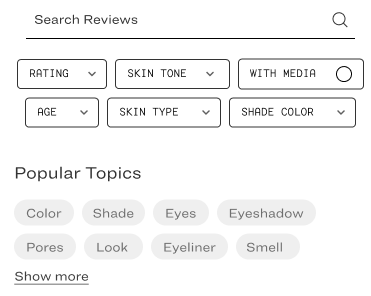 Search Reviews
RATING SKIN TONE WITH MEDIA
AGE SKIN TYPE SHADE COLOR
Popular Topics
Color Shade Eyes Eyeshadow
Pores Look Eyeliner Smell
Show more